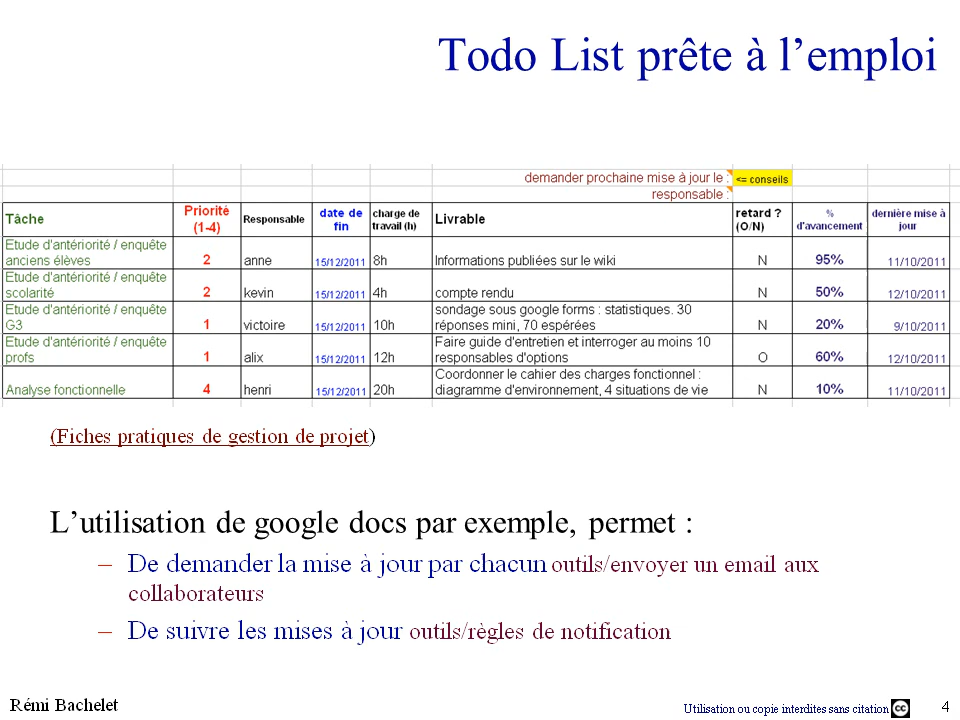 Todo List prête à l’emploi
demander prochaine mise à jour le : <= conseils
responsable :
Tâche Priorité (1-4) Responsable date de fin charge de travail (h) Livrable retard ? (O/N) % d'avancement dernière mise à jour
Etude d'antériorité / enquête anciens élèves 2 anne 15/12/2011 8h Informations publiées sur le wiki N 95% 11/10/2011
Etude d'antériorité / enquête scolarité 2 kevin 15/12/2011 4h compte rendu N 50% 12/10/2011
Etude d'antériorité / enquête G3 1 victoire 15/12/2011 10h sondage sous google forms : statistiques. 30 réponses mini, 70 espérées N 20% 9/10/2011
Etude d'antériorité / enquête profs 1 alix 15/12/2011 12h Faire guide d'entretien et interroger au moins 10 responsables d'options O 60% 12/10/2011
Analyse fonctionnelle 4 henri 15/12/2011 20h Coordonner le cahier des charges fonctionnel : diagramme d'environnement, 4 situations de vie N 10% 11/10/2011
(Fiches pratiques de gestion de projet)
L’utilisation de google docs par exemple, permet :
– De demander la mise à jour par chacun outils/envoyer un email aux
collaborateurs
– De suivre les mises à jour outils/règles de notification
Rémi Bachelet
Utilisation ou copie interdites sans citation cc 4